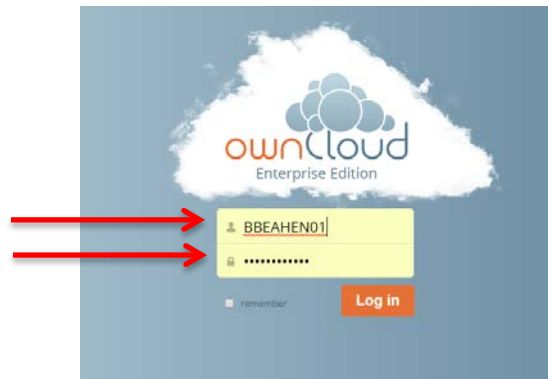 ownCloud
Enterprise Edition
BBEAHEN01
••••••••••••
remember
Log in